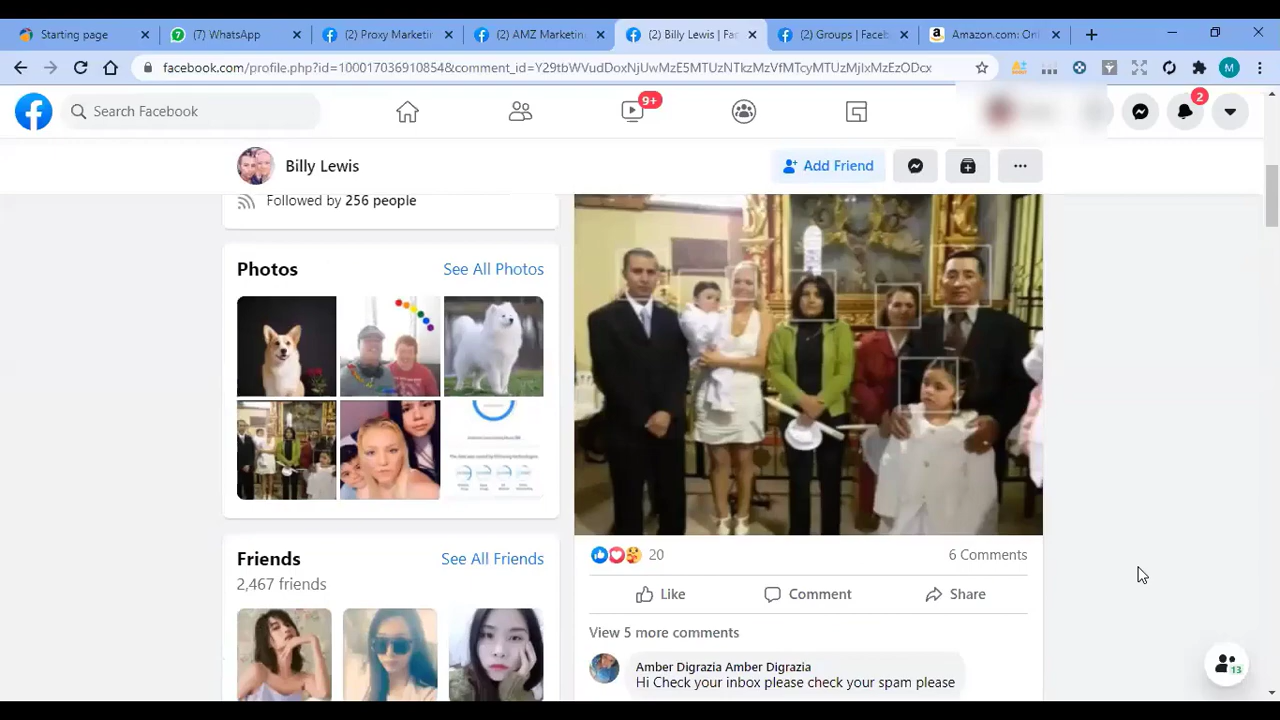 Starting page
(7) WhatsApp
(2) Proxy Marketin
(2) AMZ Marketin
(2) Billy Lewis | Fac
(2) Groups | Faceb
Amazon.com: Onl
facebook.com/profile.php?id=100017036910854&comment_id=Y29tbWVudDoxNjUwMzE5MTUzNTkzMzVfMTcyMTUzMjIxMzEzODcx
M
Search Facebook
9+
2
Billy Lewis
Add Friend
Followed by 256 people
Photos
See All Photos
Friends
See All Friends
2,467 friends
20
6 Comments
Like
Comment
Share
View 5 more comments
Amber Digrazia Amber Digrazia
Hi Check your inbox please check your spam please
13